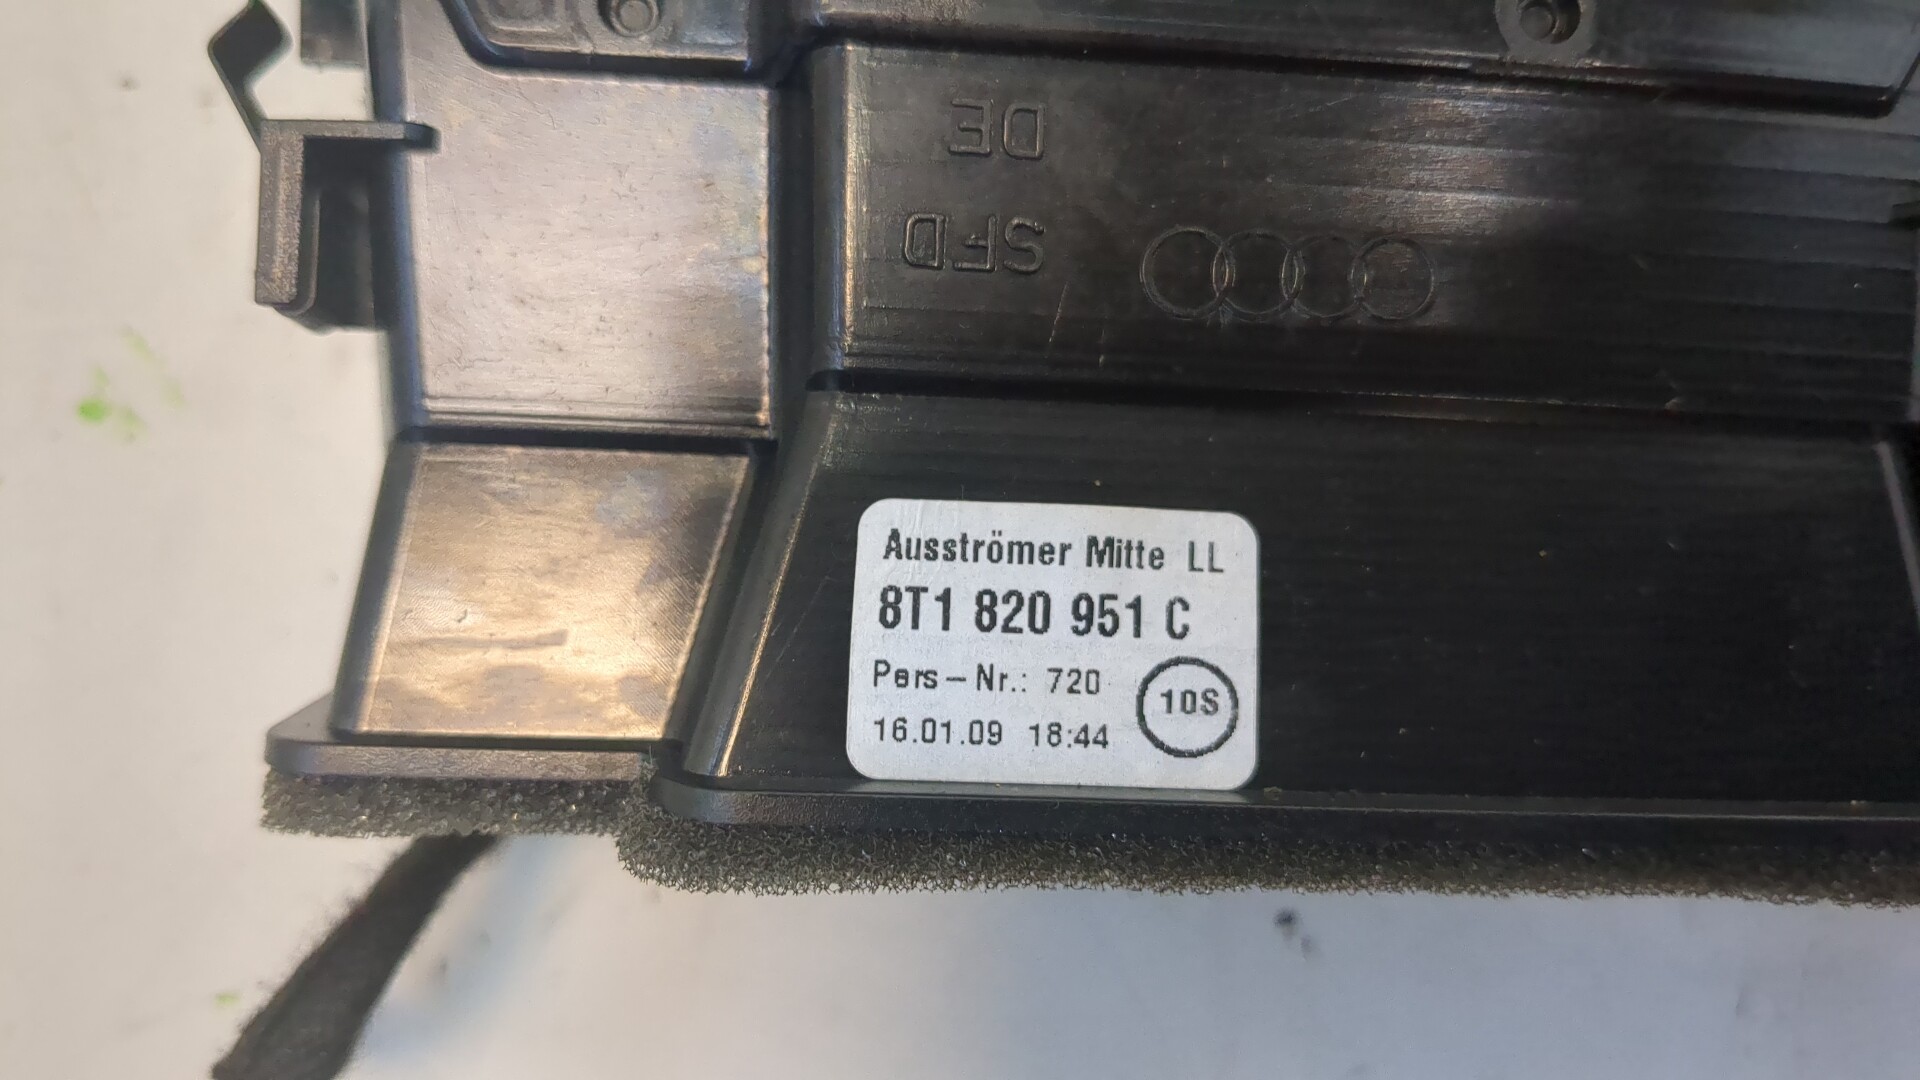 DE
SFD
Ausströmer Mitte LL
8T1 820 951 C
Pers-Nr.: 720
10S
16.01.09 18:44